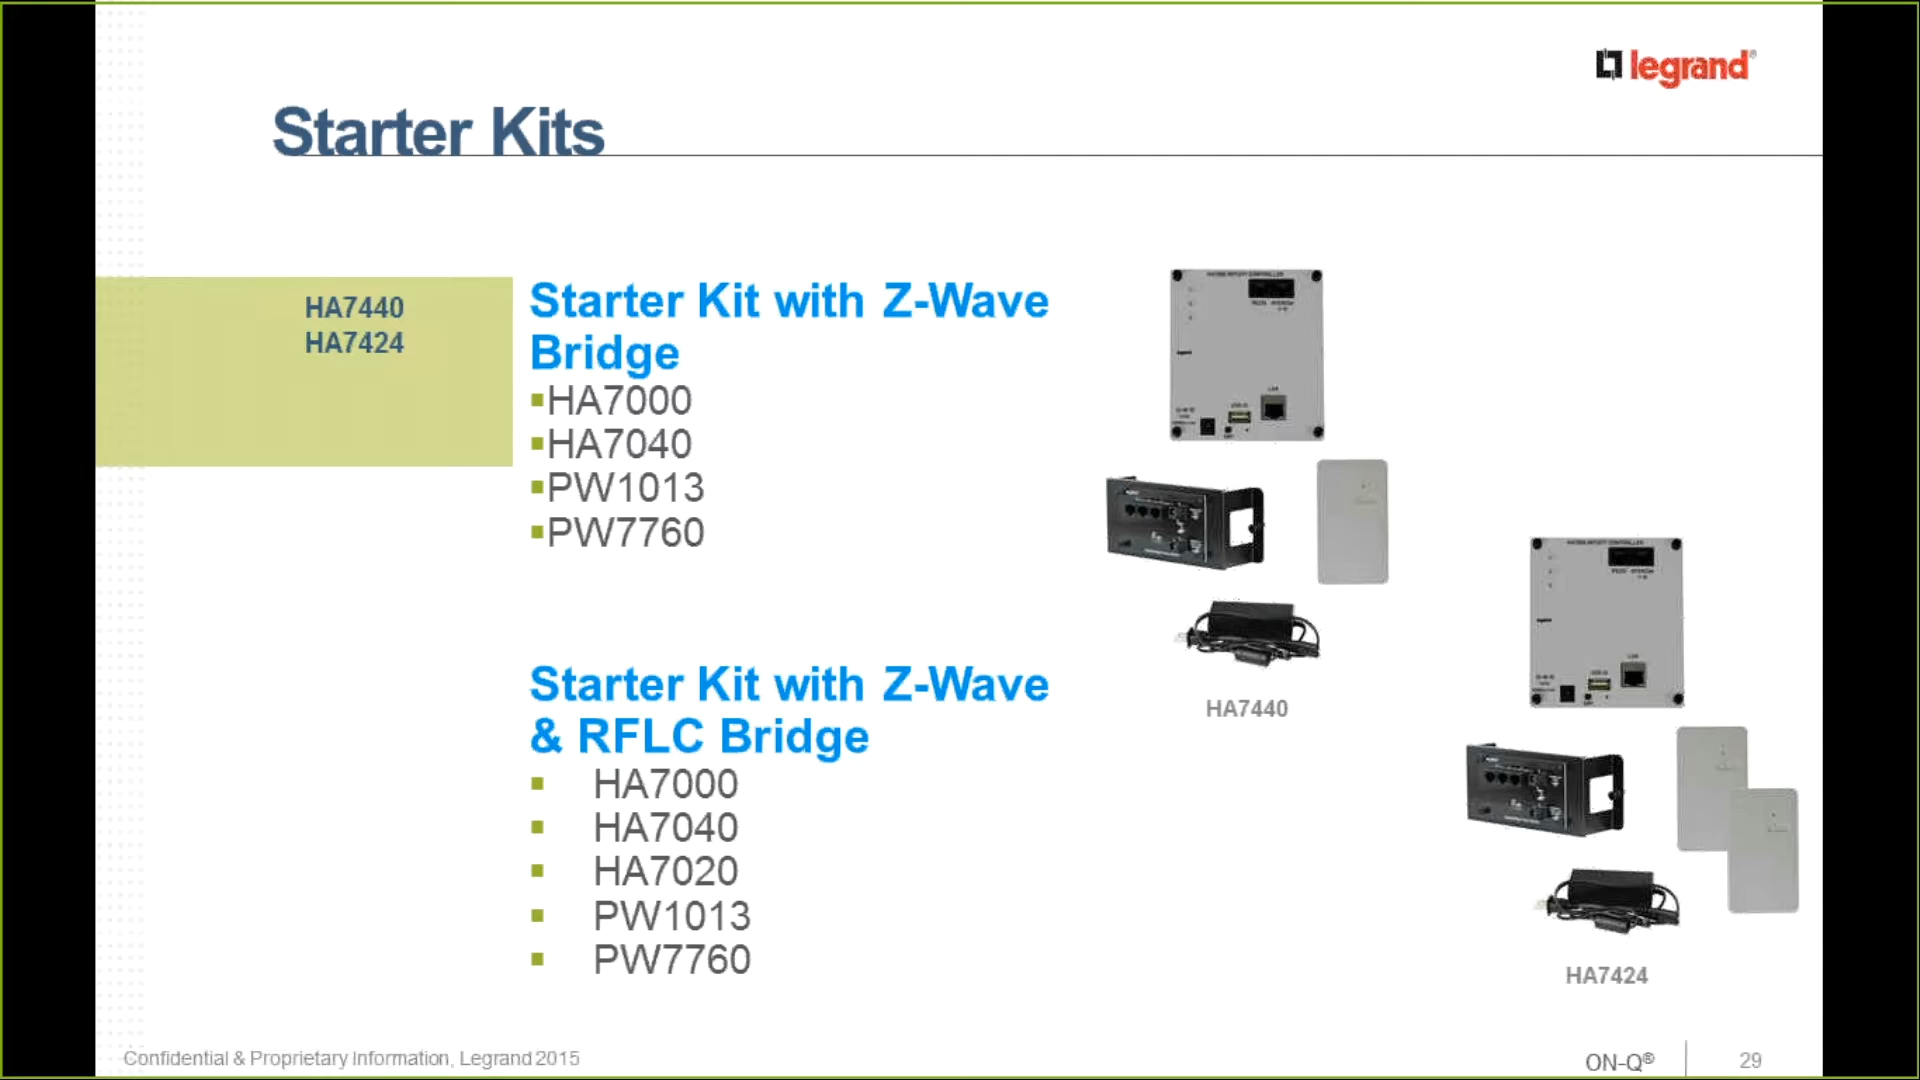 legrand®
Starter Kits
HA7440
HA7424
Starter Kit with Z-Wave
Bridge
▪HA7000
▪HA7040
▪PW1013
▪PW7760
Starter Kit with Z-Wave
& RFLC Bridge
▪ HA7000
▪ HA7040
▪ HA7020
▪ PW1013
▪ PW7760
HA7440
HA7424
Confidential & Proprietary Information, Legrand 2015
ON-Q®
29